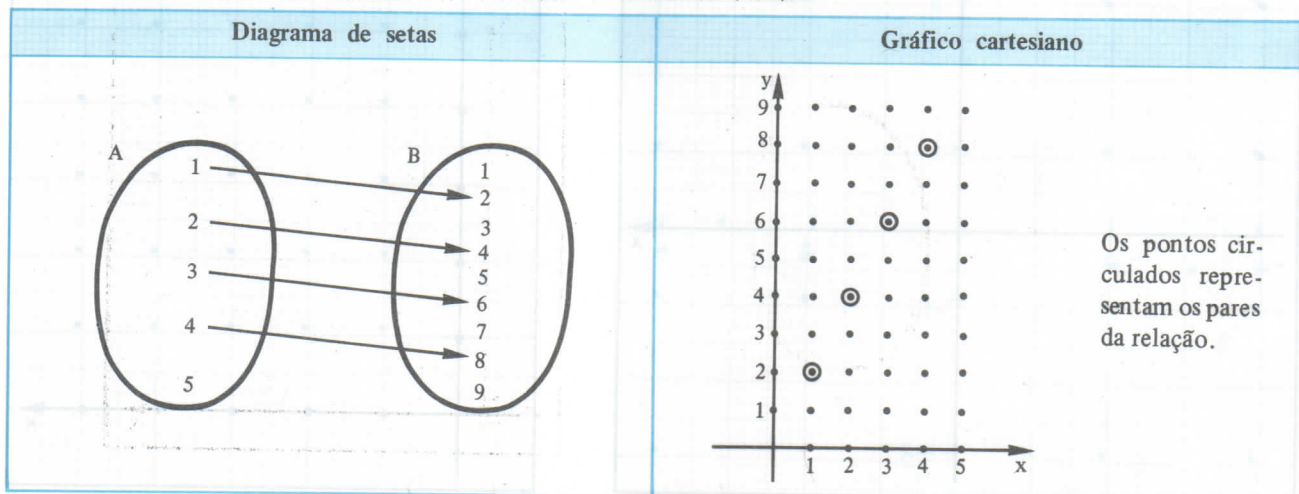 Diagrama de setas
Gráfico cartesiano
A
1
2
3
4
5
B
1
2
3
4
5
6
7
8
9
y
9
8
7
6
5
4
3
2
1
1 2 3 4 5
x
Os pontos cir-
culados repre-
sentam os pares
da relação.